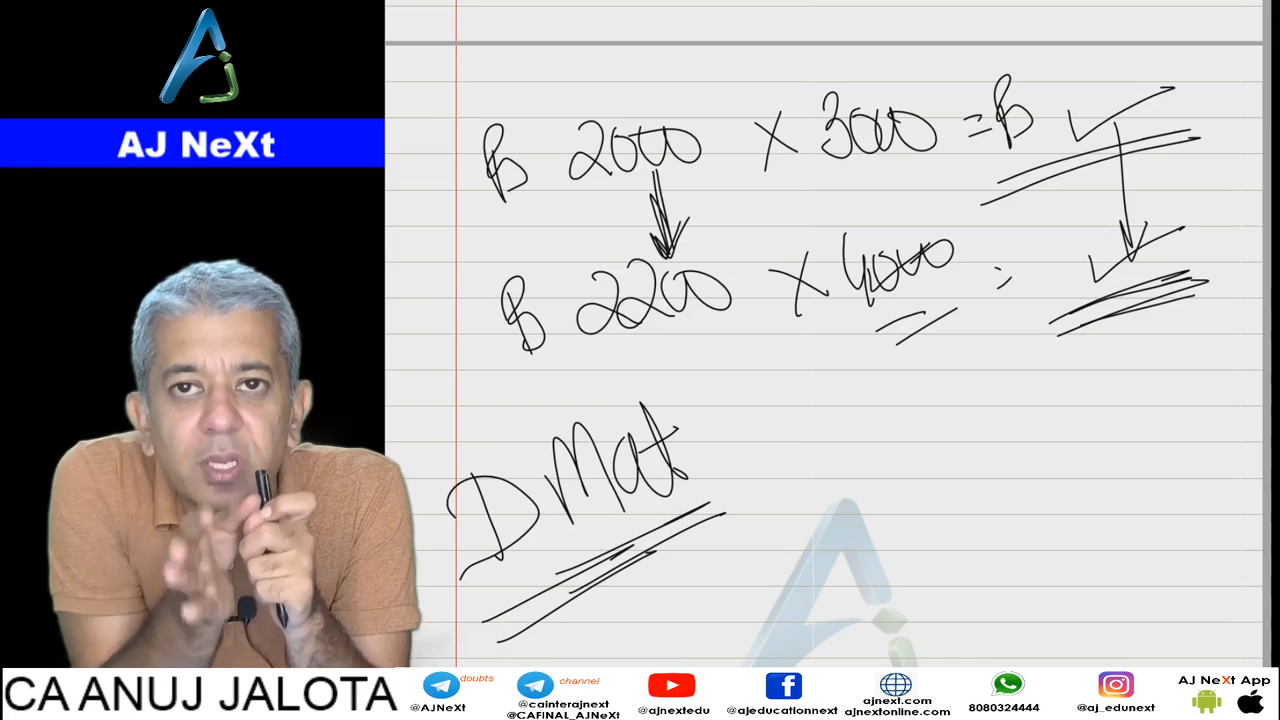 AJ
AJ NeXt
$ 2000 × 3000 = $ ✓
$ 2200 × 4000 = ✓
DMat
CA ANUJ JALOTA
doubts
@AJNeXt
channel
@cainterajnext
@CAFINAL_AJNeXt
@ajnextedu
@ajeducationnext
ajnext.com
ajnextonline.com
8080324444
@aj_edunext
AJ NeXt App